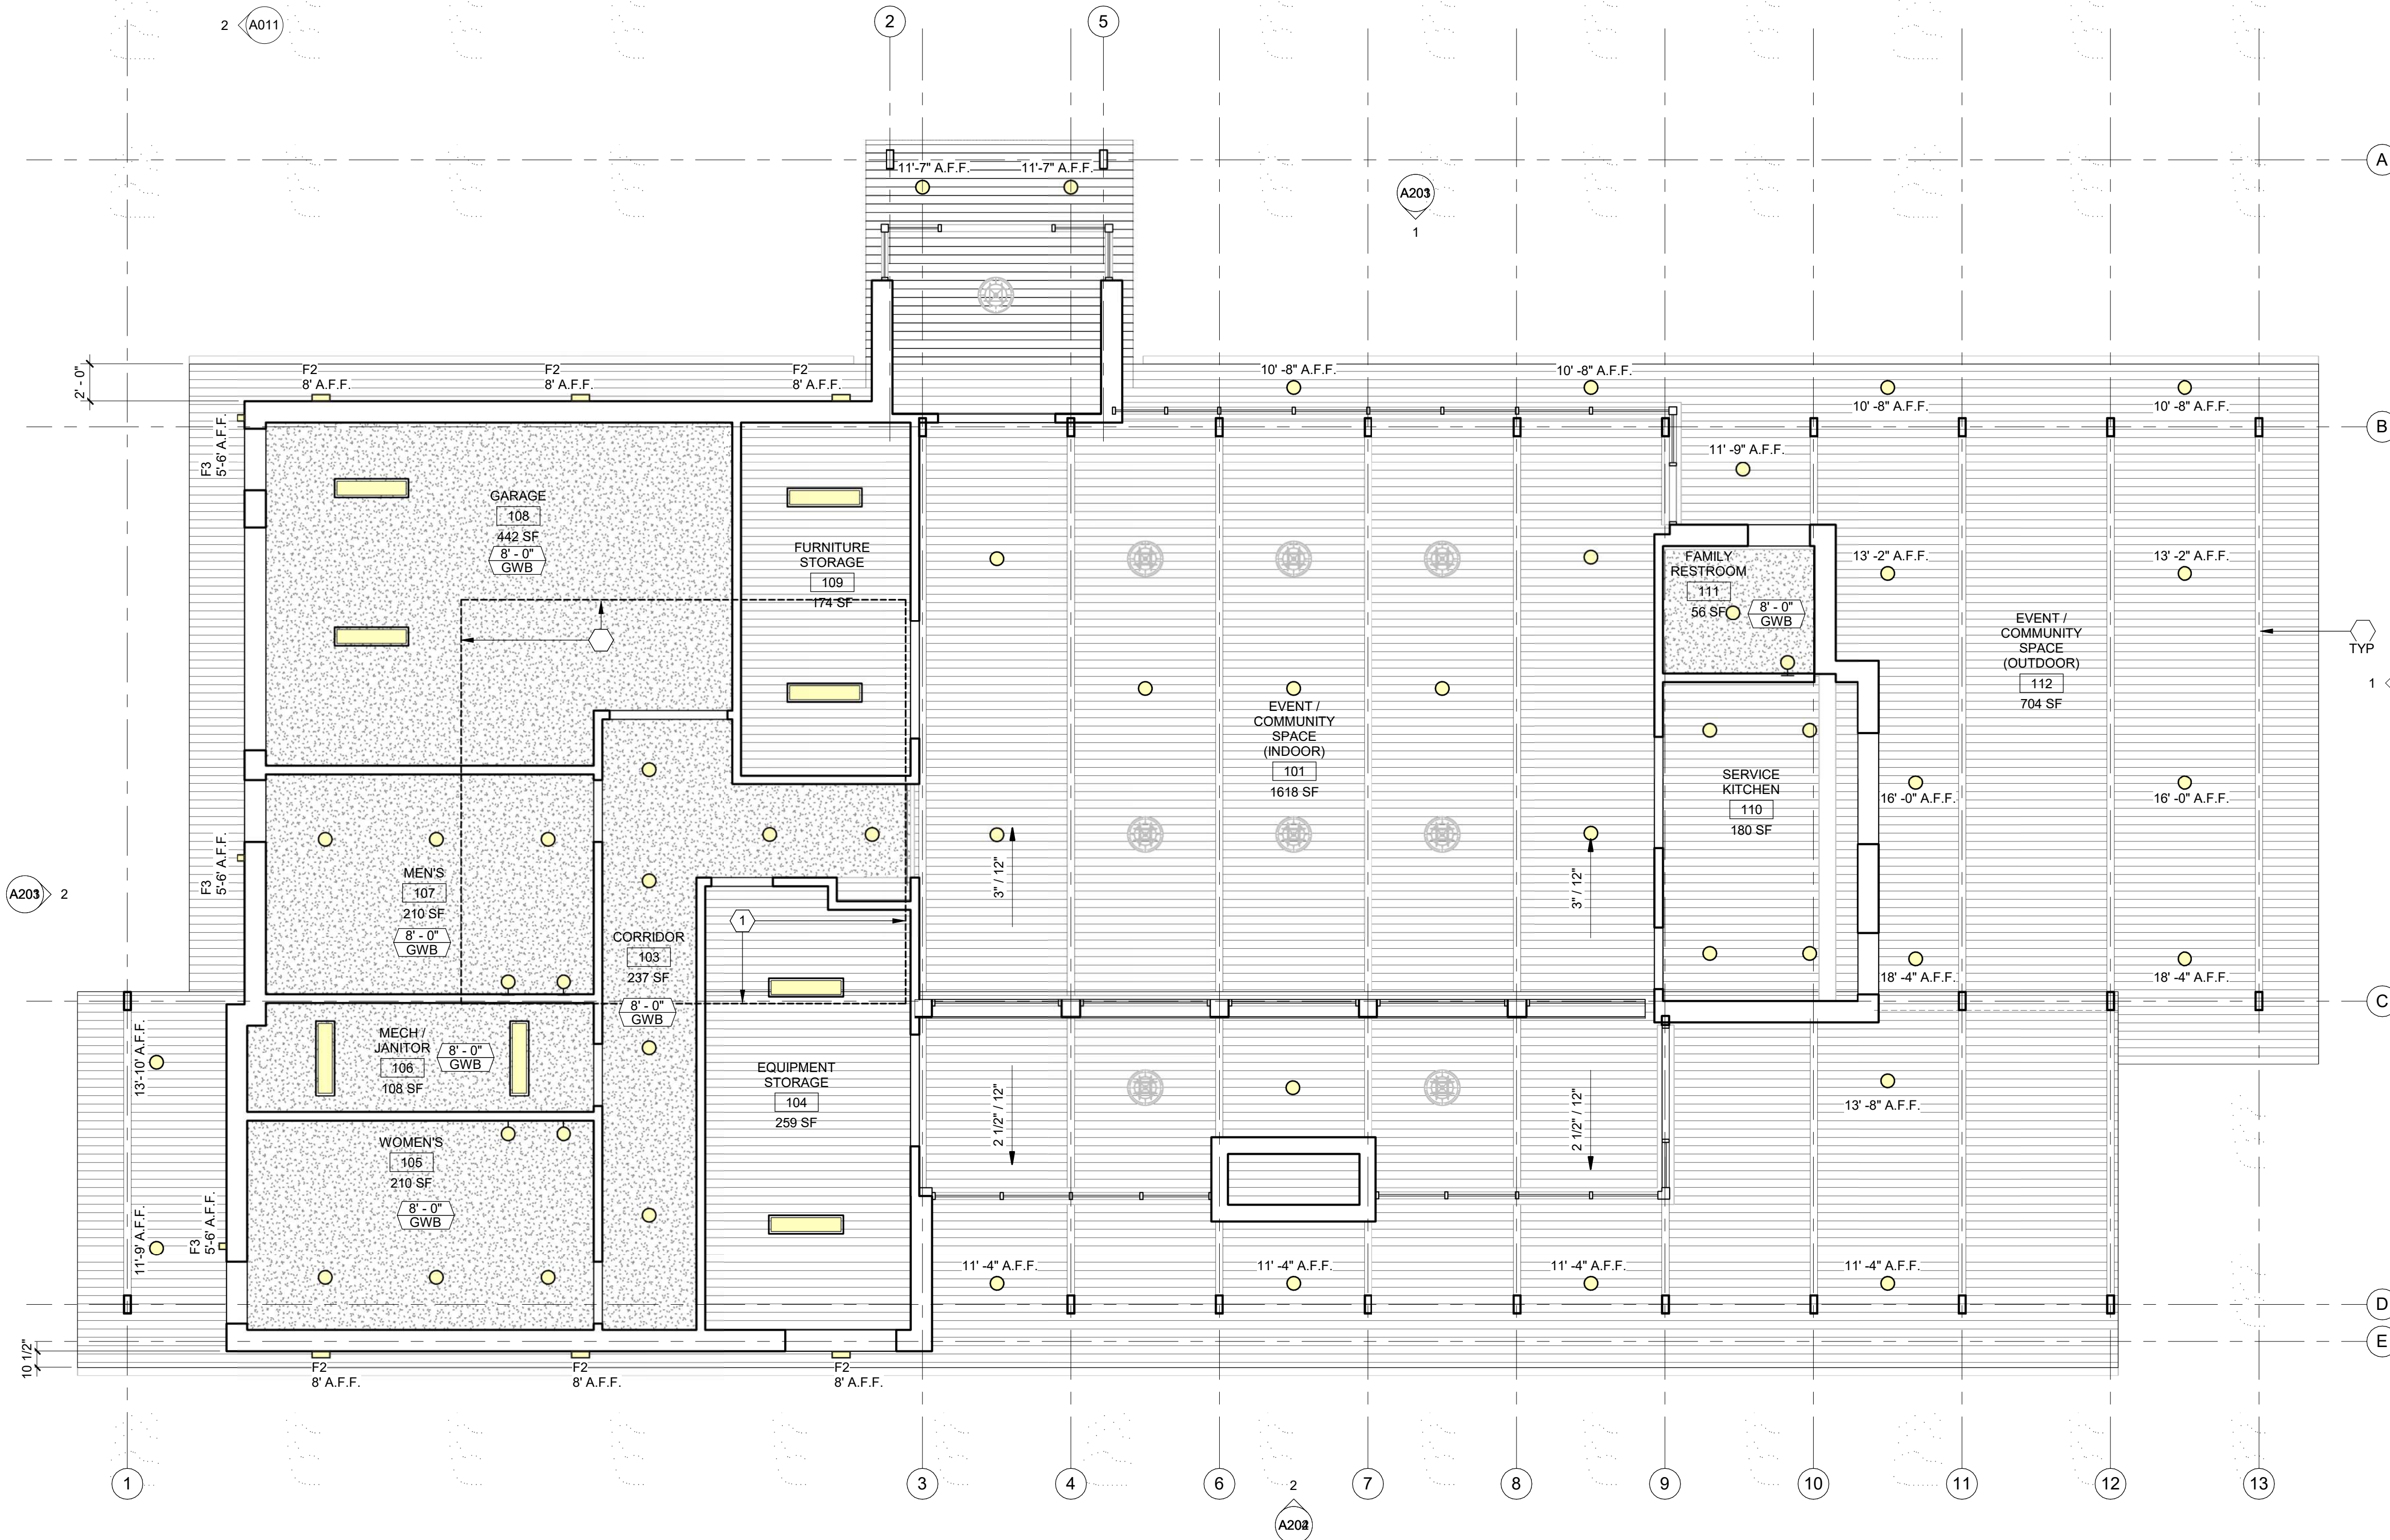 2
A011
2
5
A
11'-7" A.F.F.
11'-7" A.F.F.
1
2' - 0"
F2
8' A.F.F.
F2
8' A.F.F.
F2
8' A.F.F.
10' -8" A.F.F.
10' -8" A.F.F.
10' -8" A.F.F.
10' -8" A.F.F.
B
F3
5'-6' A.F.F.
11' -9" A.F.F.
GARAGE
108
442 SF
8' - 0"
GWB
FURNITURE
STORAGE
109
174 SF
FAMILY
RESTROOM
111
56 SF
8' - 0"
GWB
13' -2" A.F.F.
13' -2" A.F.F.
EVENT /
COMMUNITY
SPACE
(OUTDOOR)
112
704 SF
TYP
1
EVENT /
COMMUNITY
SPACE
(INDOOR)
101
1618 SF
SERVICE
KITCHEN
110
180 SF
16' -0" A.F.F.
16' -0" A.F.F.
F3
5'-6' A.F.F.
MEN'S
107
210 SF
8' - 0"
GWB
3" / 12"
3" / 12"
2
1
CORRIDOR
103
237 SF
8' - 0"
GWB
18' -4" A.F.F.
18' -4" A.F.F.
C
13'-10' A.F.F.
MECH /
JANITOR
106
108 SF
8' - 0"
GWB
EQUIPMENT
STORAGE
104
259 SF
2 1/2" / 12"
2 1/2" / 12"
13' -8" A.F.F.
WOMEN'S
105
210 SF
8' - 0"
GWB
11'-9' A.F.F.
F3
5'-6' A.F.F.
11' -4" A.F.F.
11' -4" A.F.F.
11' -4" A.F.F.
11' -4" A.F.F.
D
E
10 1/2"
F2
8' A.F.F.
F2
8' A.F.F.
F2
8' A.F.F.
1
3
4
6
7
8
9
10
11
12
13
2